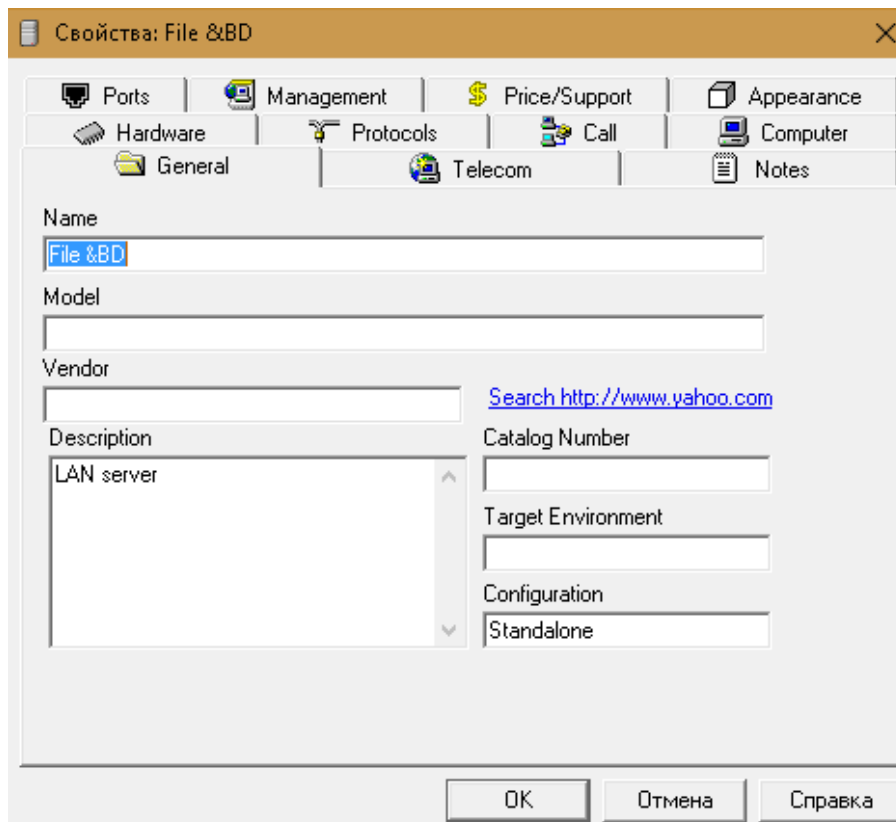 Свойства: File &BD
Ports Management Price/Support Appearance
Hardware Protocols Call Computer
General Telecom Notes
Name
File &BD
Model
Vendor
Search http://www.yahoo.com
Description
LAN server
Catalog Number
Target Environment
Configuration
Standalone
OK Отмена Справка